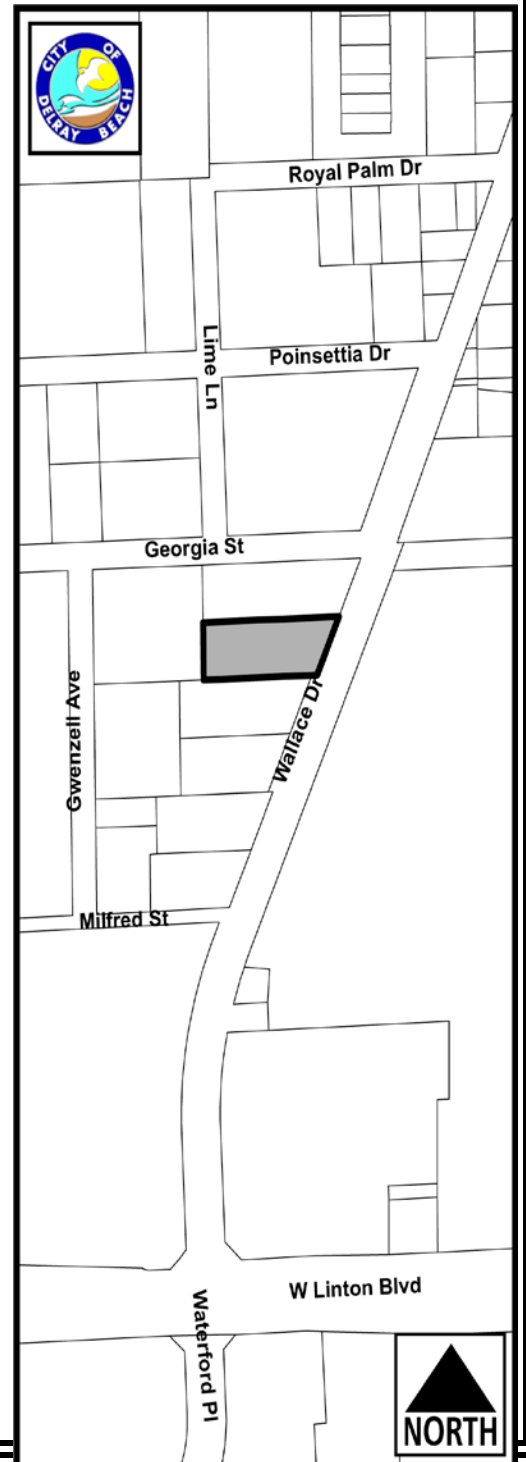 CITY OF
DELRAY BEACH
Royal Palm Dr
Lime Ln
Poinsettia Dr
Georgia St
Gwenzell Ave
Wallace Dr
Milfred St
W Linton Blvd
Waterford Pl
NORTH